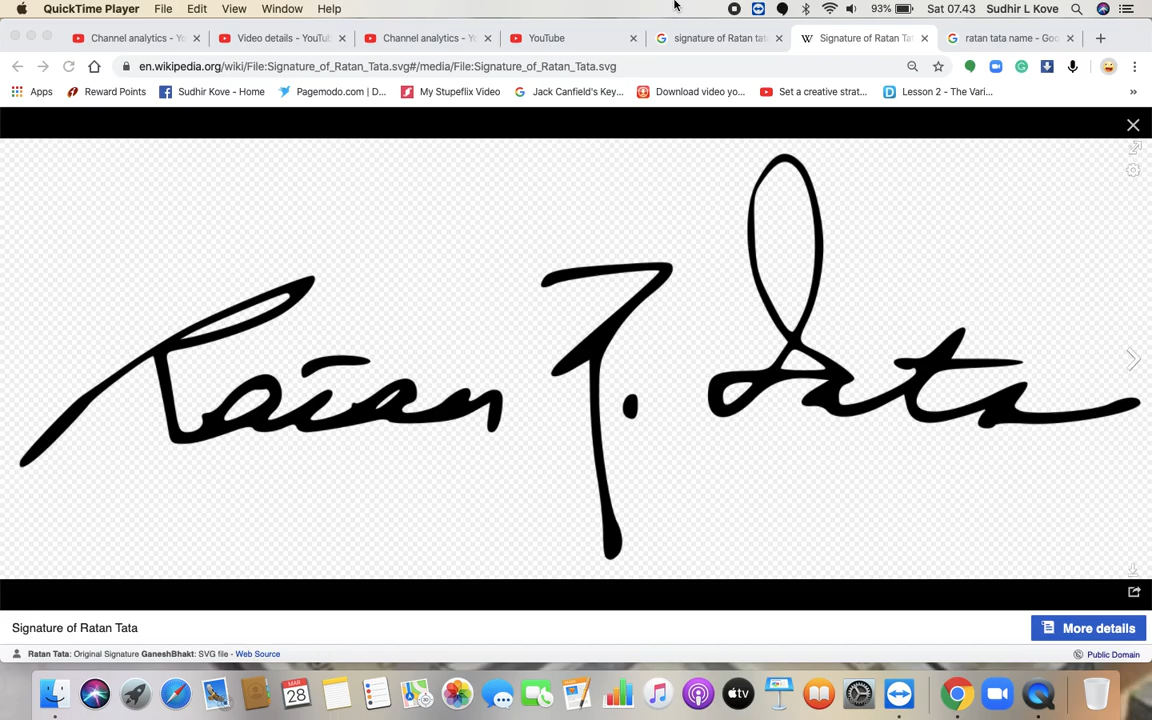 QuickTime Player File Edit View Window Help 93% Sat 07.43 Sudhir L Kove
Channel analytics - Yo Video details - YouTu Channel analytics - Yo YouTube signature of Ratan tat Signature of Ratan Ta ratan tata name - Goo
en.wikipedia.org/wiki/File:Signature_of_Ratan_Tata.svg#/media/File:Signature_of_Ratan_Tata.svg
Apps Reward Points Sudhir Kove - Home Pagemodo.com | D... My Stupeflix Video Jack Canfield's Key... Download video yo... Set a creative strat... Lesson 2 - The Vari... »
Ratan T. Tata
Signature of Ratan Tata
More details
Ratan Tata: Original Signature GaneshBhakt: SVG file - Web Source
Public Domain
MAR
28
tv